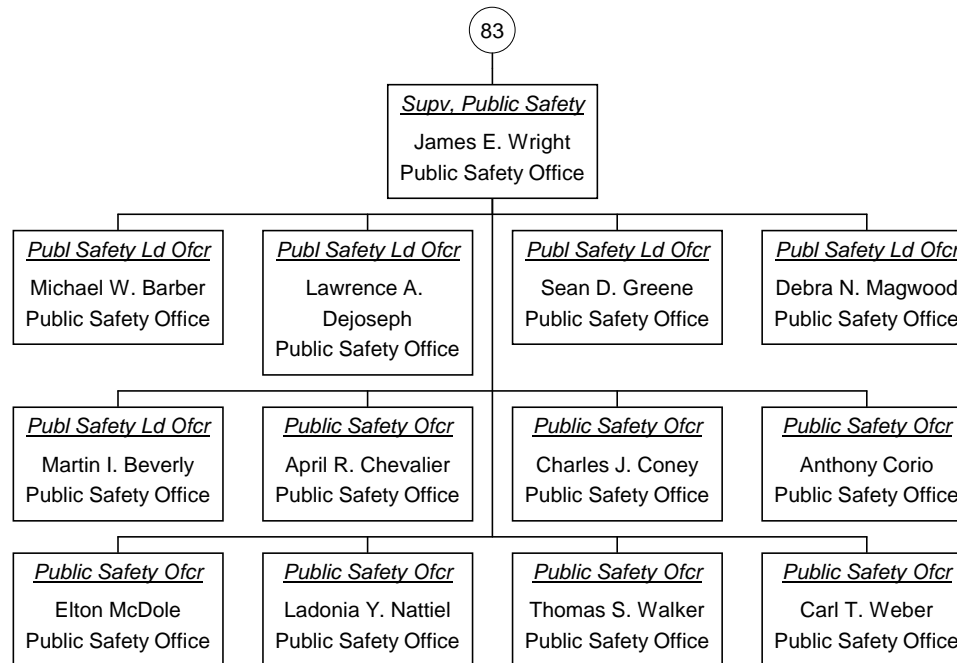 83
Supv, Public Safety
James E. Wright
Public Safety Office
Publ Safety Ld Ofcr
Michael W. Barber
Public Safety Office
Publ Safety Ld Ofcr
Lawrence A.
Dejoseph
Public Safety Office
Publ Safety Ld Ofcr
Sean D. Greene
Public Safety Office
Publ Safety Ld Ofcr
Debra N. Magwood
Public Safety Office
Publ Safety Ld Ofcr
Martin I. Beverly
Public Safety Office
Public Safety Ofcr
April R. Chevalier
Public Safety Office
Public Safety Ofcr
Charles J. Coney
Public Safety Office
Public Safety Ofcr
Anthony Corio
Public Safety Office
Public Safety Ofcr
Elton McDole
Public Safety Office
Public Safety Ofcr
Ladonia Y. Nattiel
Public Safety Office
Public Safety Ofcr
Thomas S. Walker
Public Safety Office
Public Safety Ofcr
Carl T. Weber
Public Safety Office